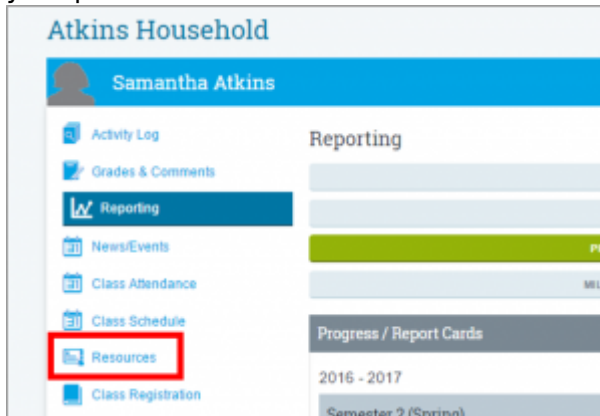 Atkins Household
Samantha Atkins
Activity Log
Grades & Comments
Reporting
News/Events
Class Attendance
Class Schedule
Resources
Class Registration
Reporting
Progress / Report Cards
2016 - 2017
Semester 2 (Spring)